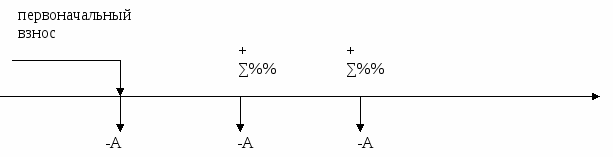 первоначальный
взнос
+ +
∑%% ∑%%
-А -А -А